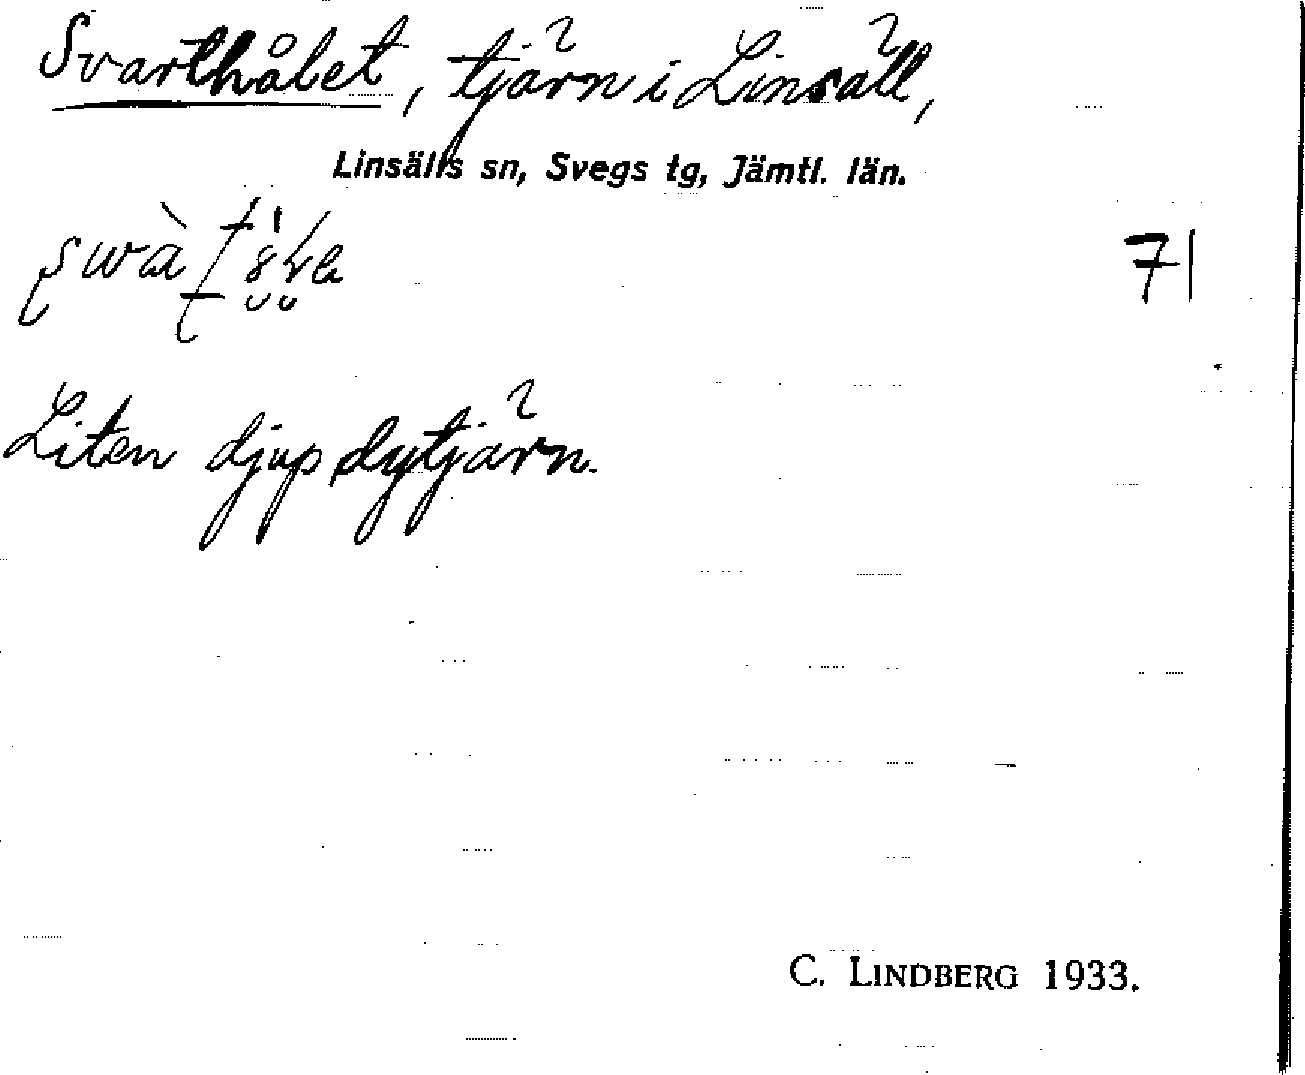 Svarthålet, tjärn i Linsäll,
Linsälls sn, Svegs tg, Jämtl. län.
71
Liten djup dytjärn.
C. LINDBERG 1933.